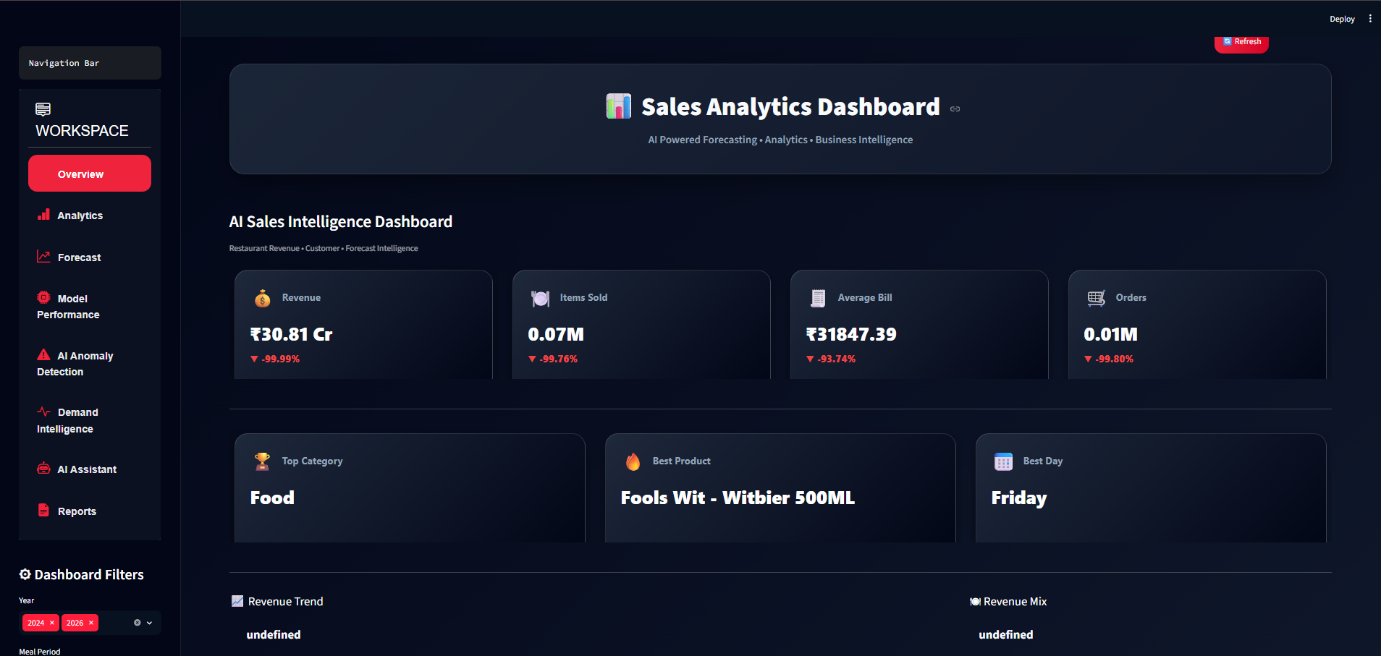 Deploy
Refresh
Navigation Bar
WORKSPACE
Overview
Analytics
Forecast
Model
Performance
AI Anomaly
Detection
Demand
Intelligence
AI Assistant
Reports
Dashboard Filters
Year
2024 × 2026 ×
Meal Period
Sales Analytics Dashboard
AI Powered Forecasting • Analytics • Business Intelligence
AI Sales Intelligence Dashboard
Restaurant Revenue • Customer • Forecast Intelligence
Revenue
₹30.81 Cr
▼ -99.99%
Items Sold
0.07M
▼ -99.76%
Average Bill
₹31847.39
▼ -93.74%
Orders
0.01M
▼ -99.80%
Top Category
Food
Best Product
Fools Wit - Witbier 500ML
Best Day
Friday
Revenue Trend
undefined
Revenue Mix
undefined